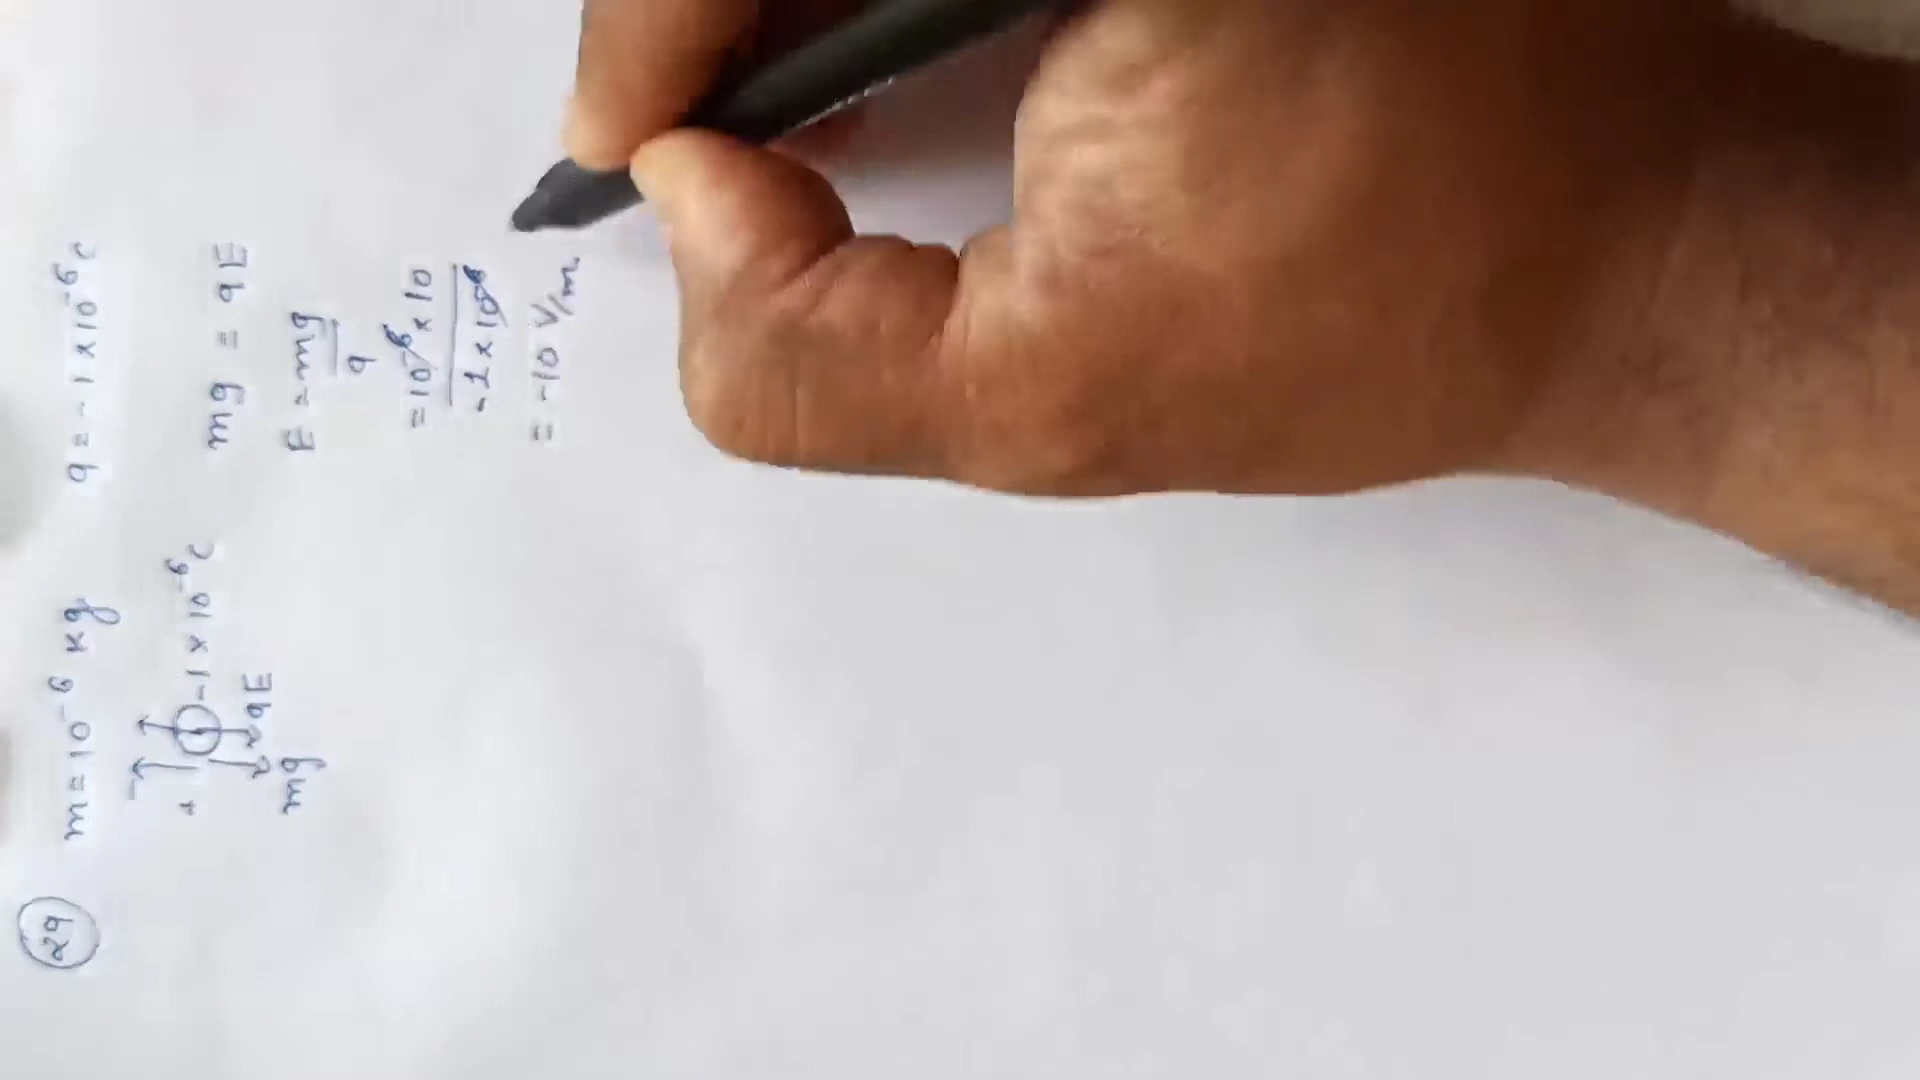 29
m = 10⁻⁶ kg q = -1 × 10⁻⁶ C
-
+ -1 × 10⁻⁶ C
qE
mg
mg = qE
E = mg/q
= 10⁻⁶ × 10 / -1 × 10⁻⁶
= -10 V/m